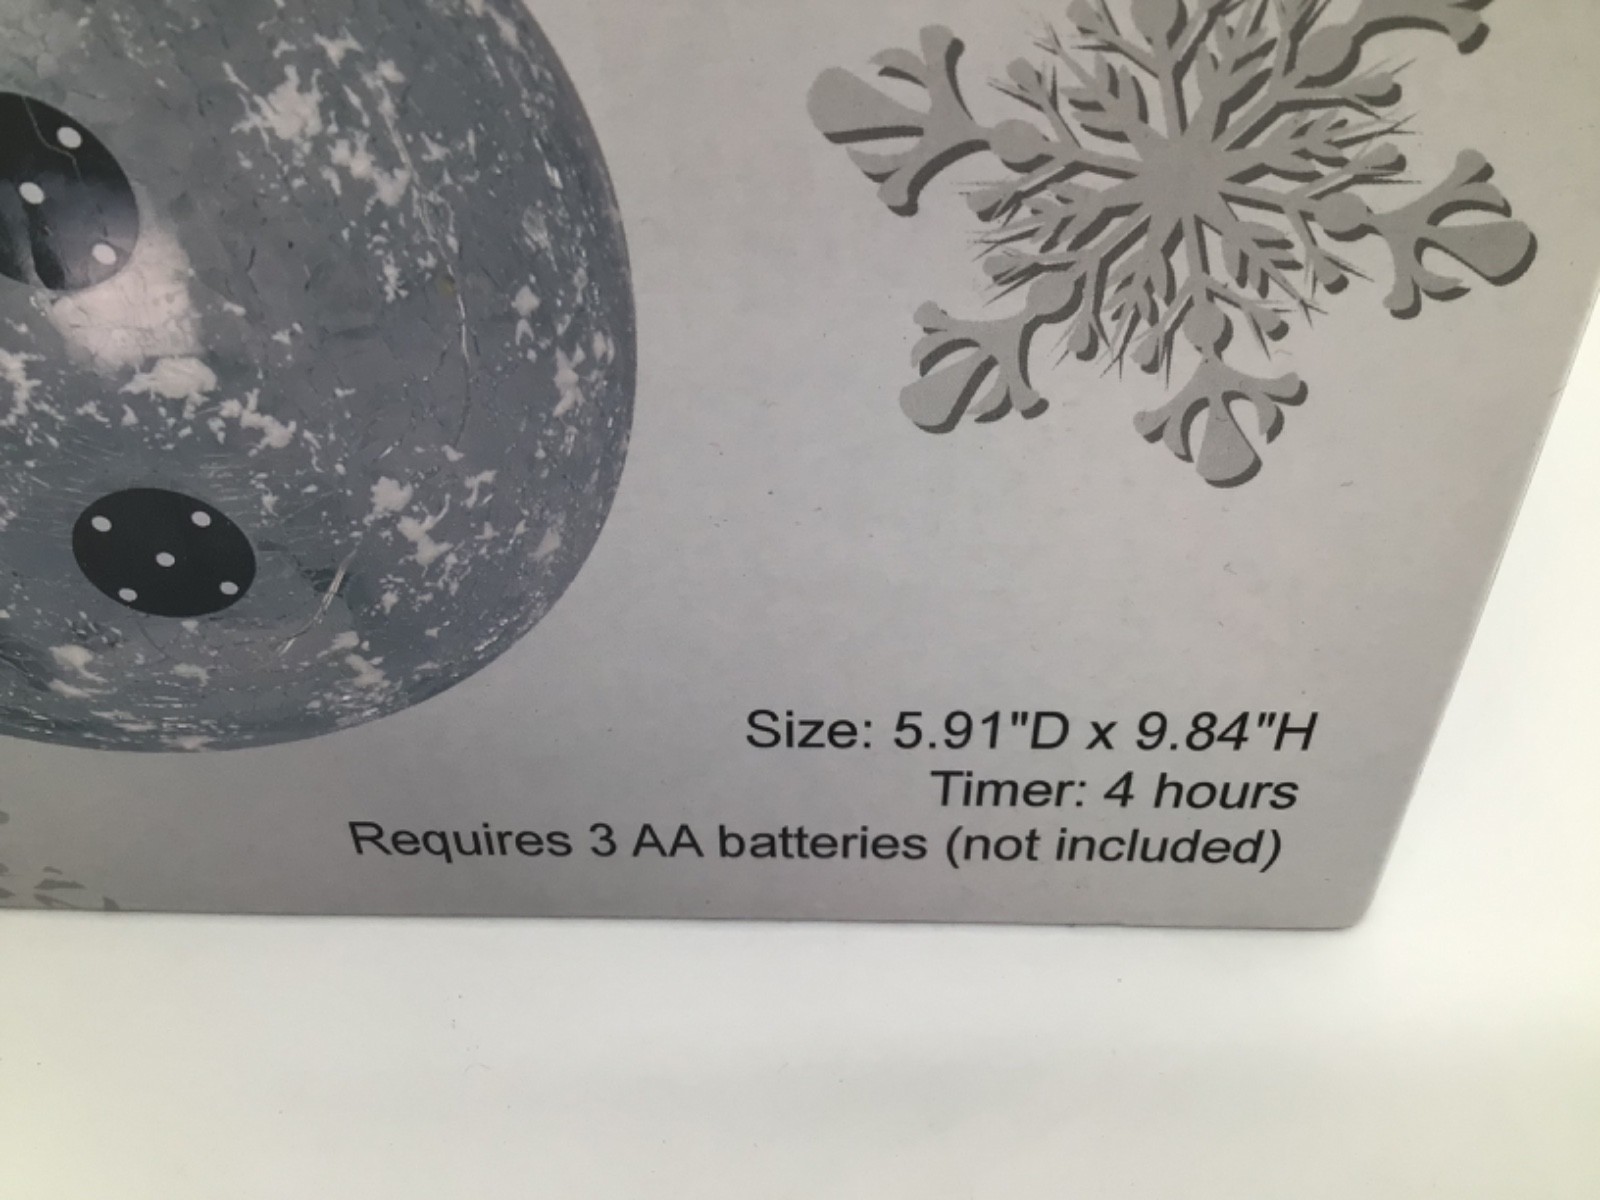 Size: 5.91"D x 9.84"H
Timer: 4 hours
Requires 3 AA batteries (not included)